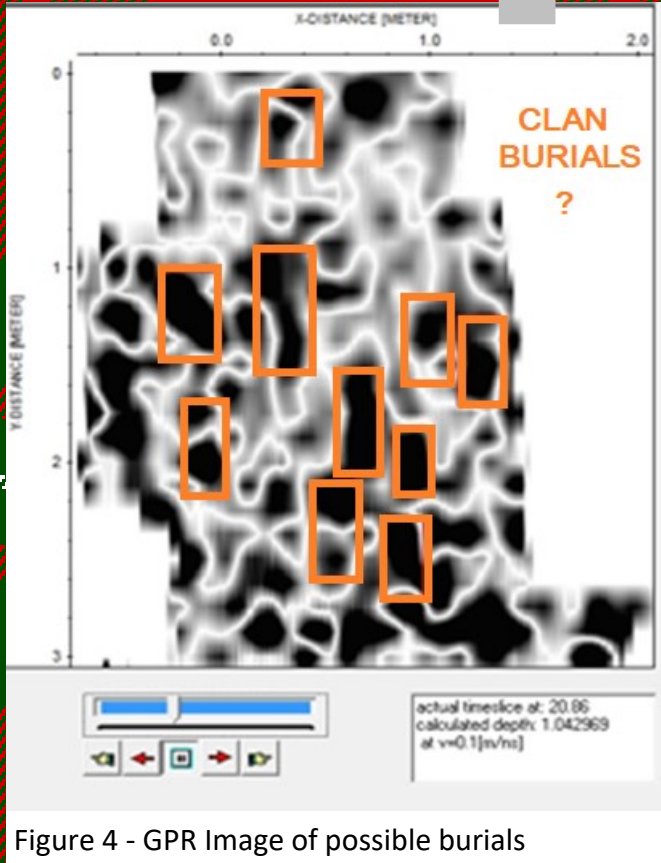 X-DISTANCE [METER]
0.0 1.0 2.0
0
CLAN
BURIALS
?
1
Y-DISTANCE [METER]
2
3
actual timeslice at: 20.86
calculated depth: 1.042969
at v=0.1[m/ns]
Figure 4 - GPR Image of possible burials